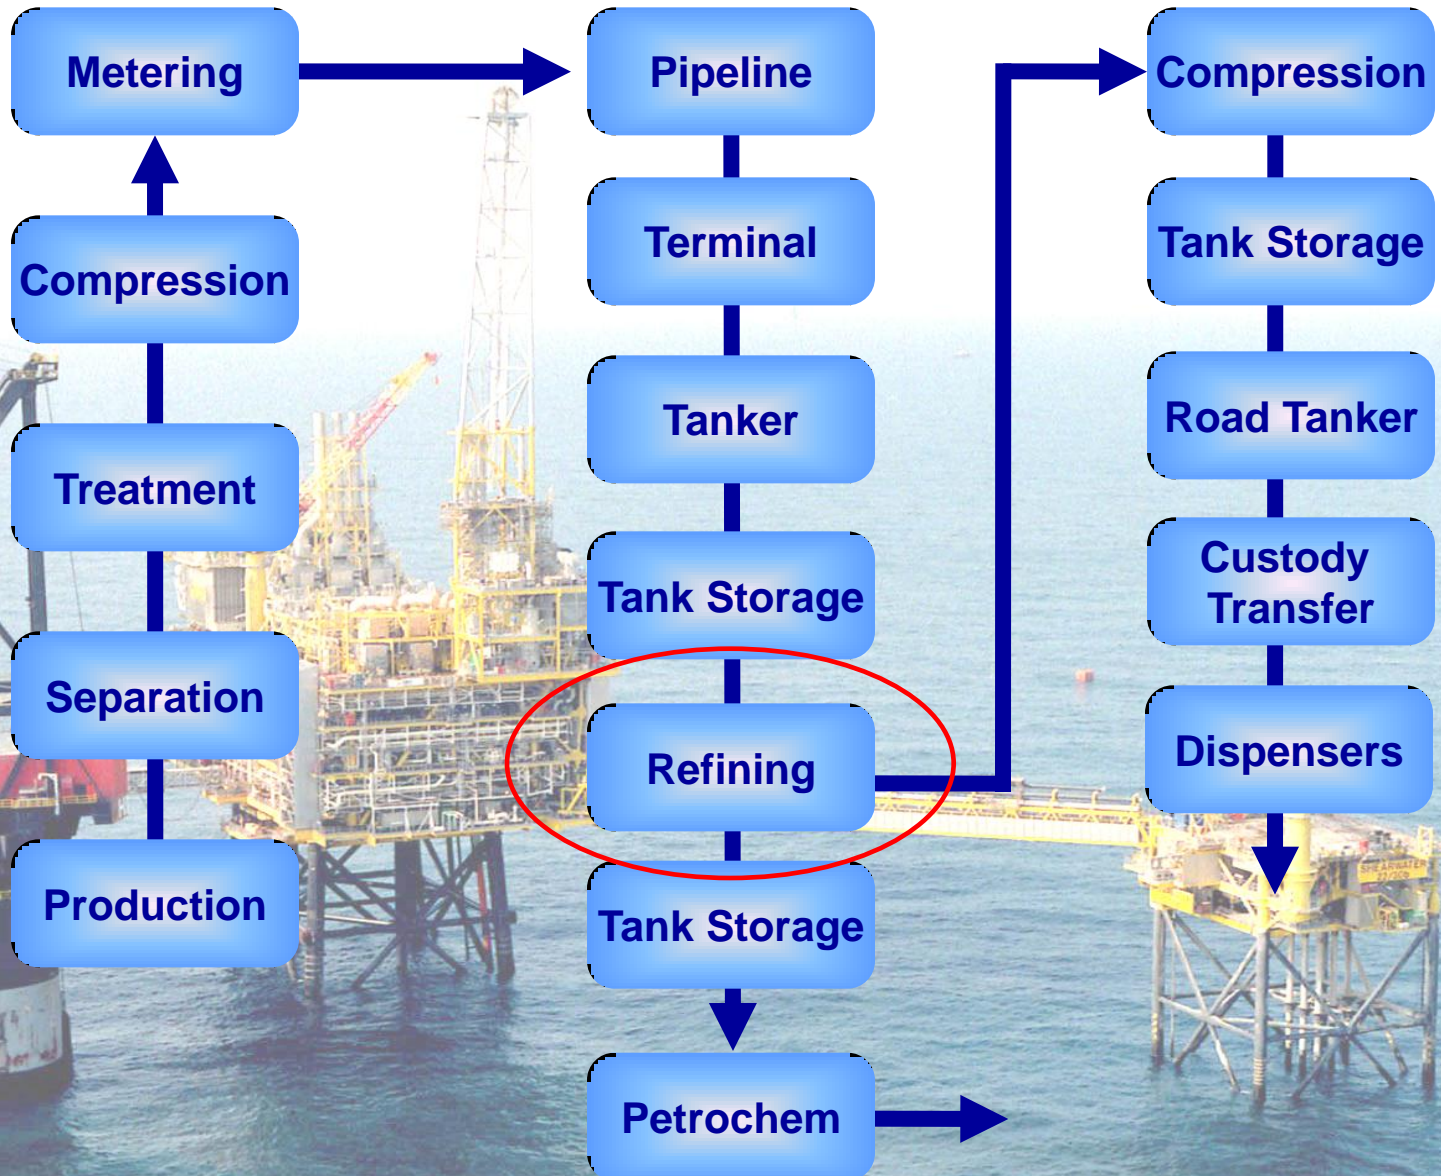 Metering
Compression
Treatment
Separation
Production
Pipeline
Terminal
Tanker
Tank Storage
Refining
Tank Storage
Petrochem
Compression
Tank Storage
Road Tanker
Custody
Transfer
Dispensers
SHEARWATER